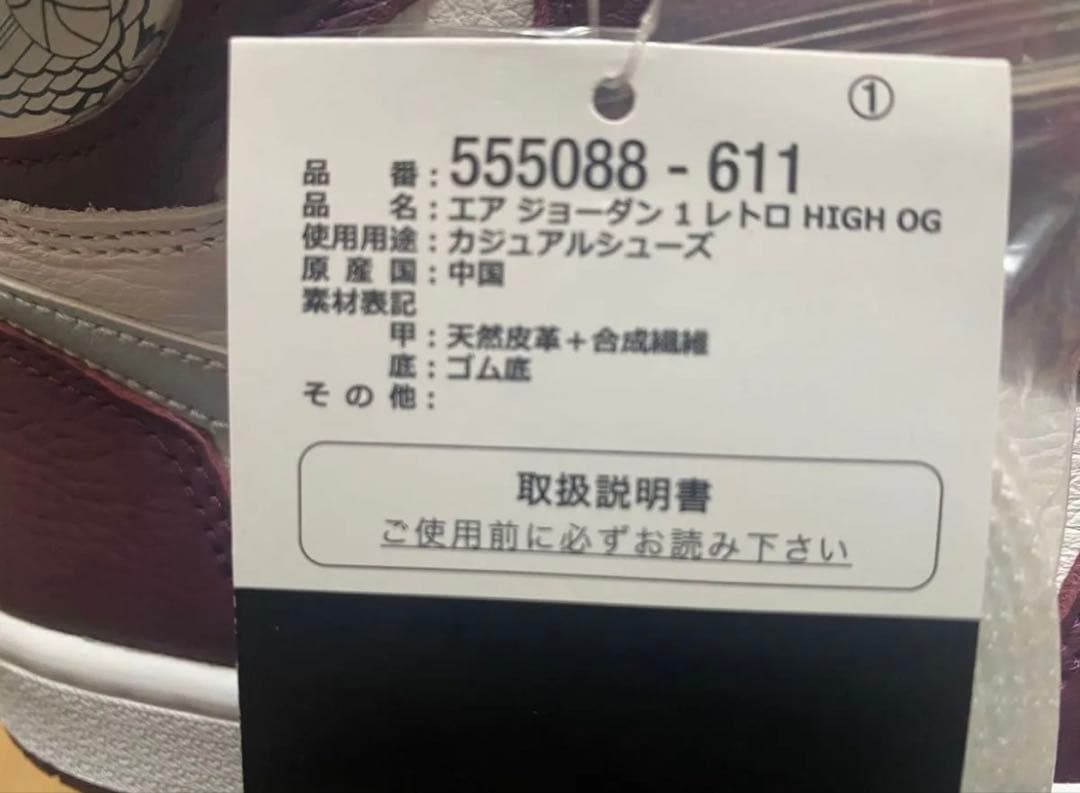 ①
品番:555088-611
品名:エア ジョーダン 1 レトロ HIGH OG
使用用途:カジュアルシューズ
原産国:中国
素材表記
甲:天然皮革+合成繊維
底:ゴム底
その他:
取扱説明書
ご使用前に必ずお読み下さい